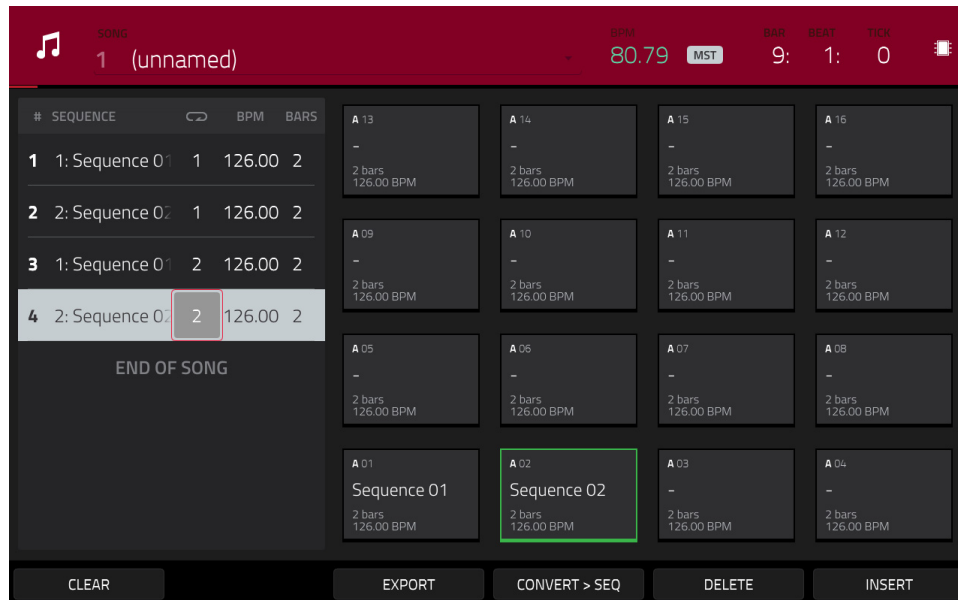 SONG BPM BAR BEAT TICK
1 (unnamed) 80.79 MST 9: 1: 0
# SEQUENCE BPM BARS
1 1: Sequence 01 1 126.00 2
2 2: Sequence 02 1 126.00 2
3 1: Sequence 01 2 126.00 2
4 2: Sequence 02 2 126.00 2
END OF SONG
A 13 A 14 A 15 A 16
- - - -
2 bars 2 bars 2 bars 2 bars
126.00 BPM 126.00 BPM 126.00 BPM 126.00 BPM
A 09 A 10 A 11 A 12
- - - -
2 bars 2 bars 2 bars 2 bars
126.00 BPM 126.00 BPM 126.00 BPM 126.00 BPM
A 05 A 06 A 07 A 08
- - - -
2 bars 2 bars 2 bars 2 bars
126.00 BPM 126.00 BPM 126.00 BPM 126.00 BPM
A 01 A 02 A 03 A 04
Sequence 01 Sequence 02 - -
2 bars 2 bars 2 bars 2 bars
126.00 BPM 126.00 BPM 126.00 BPM 126.00 BPM
CLEAR EXPORT CONVERT > SEQ DELETE INSERT